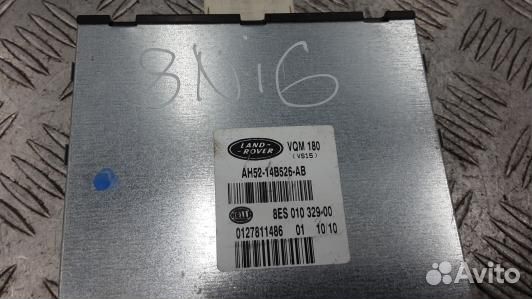 3N16
LAND-
ROVER
VQM 180
(VS15)
AH52-14B526-AB
HELLA
8ES 010 329-00
0127811486 01 10 10
Avito